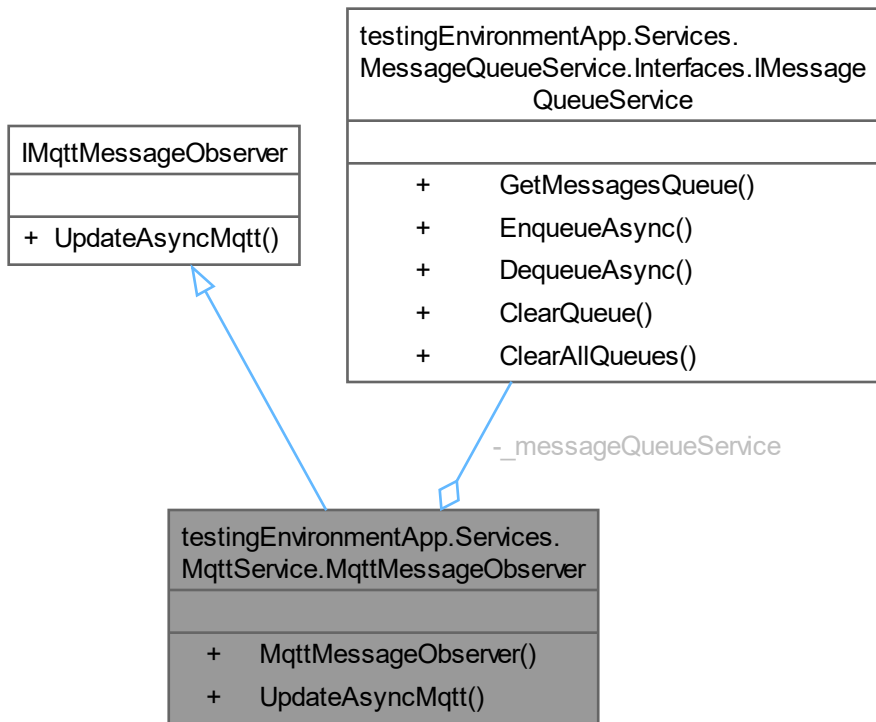 testingEnvironmentApp.Services.
MessageQueueService.Interfaces.IMessage
QueueService
+ GetMessagesQueue()
+ EnqueueAsync()
+ DequeueAsync()
+ ClearQueue()
+ ClearAllQueues()
IMqttMessageObserver
+ UpdateAsyncMqtt()
-_messageQueueService
testingEnvironmentApp.Services.
MqttService.MqttMessageObserver
+ MqttMessageObserver()
+ UpdateAsyncMqtt()